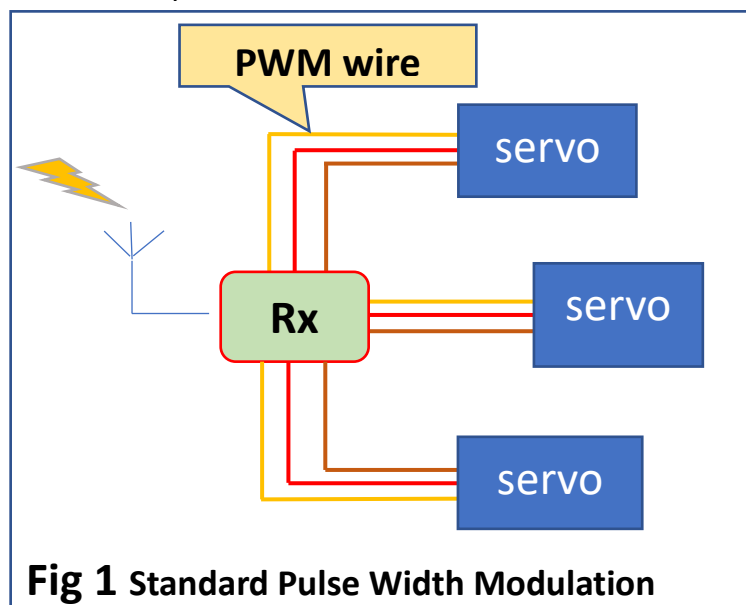 PWM wire
servo
servo
Rx
servo
Fig 1 Standard Pulse Width Modulation